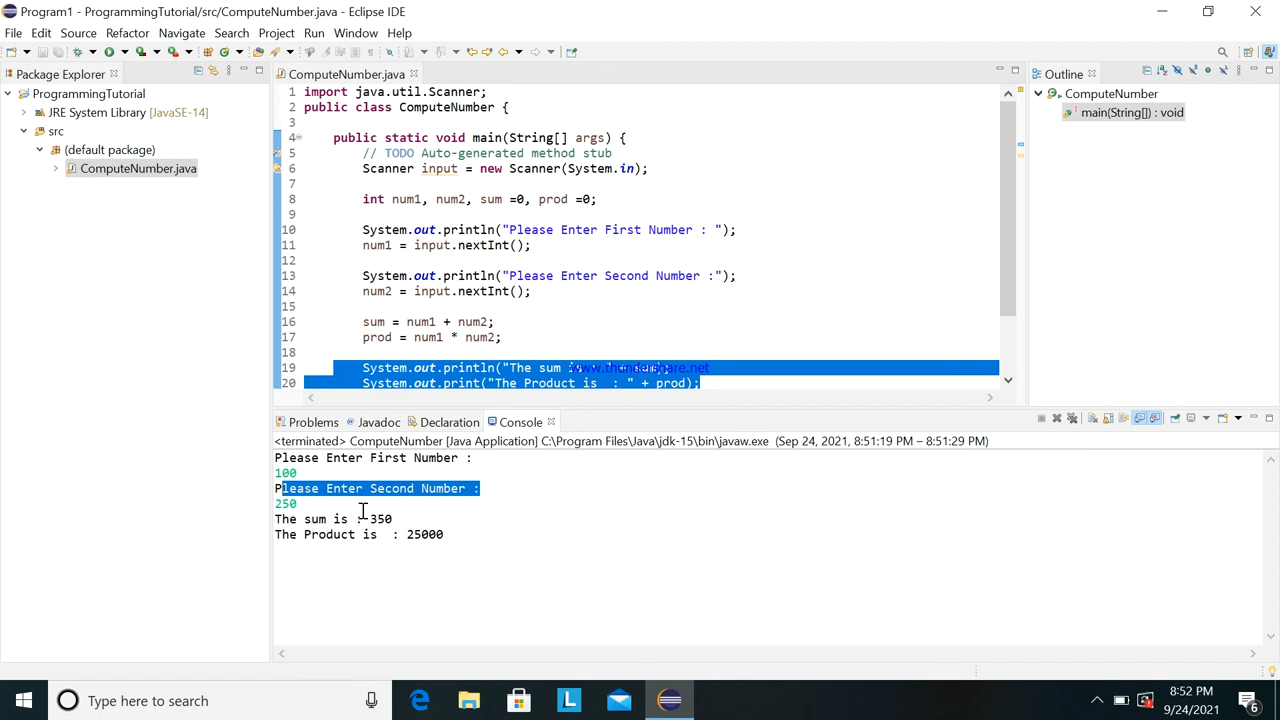 Program1 - ProgrammingTutorial/src/ComputeNumber.java - Eclipse IDE
File Edit Source Refactor Navigate Search Project Run Window Help
Package Explorer
ComputeNumber.java
Outline
ProgrammingTutorial
JRE System Library [JavaSE-14]
src
(default package)
ComputeNumber.java
1 import java.util.Scanner;
2 public class ComputeNumber {
3
4 public static void main(String[] args) {
5 // TODO Auto-generated method stub
6 Scanner input = new Scanner(System.in);
7
8 int num1, num2, sum =0, prod =0;
9
10 System.out.println("Please Enter First Number : ");
11 num1 = input.nextInt();
12
13 System.out.println("Please Enter Second Number :");
14 num2 = input.nextInt();
15
16 sum = num1 + num2;
17 prod = num1 * num2;
18
19 System.out.println("The sum is
www.thundershare.net
20 System.out.print("The Product is  : " + prod);
ComputeNumber
main(String[]) : void
Problems Javadoc Declaration Console
<terminated> ComputeNumber [Java Application] C:\Program Files\Java\jdk-15\bin\javaw.exe (Sep 24, 2021, 8:51:19 PM – 8:51:29 PM)
Please Enter First Number :
100
Please Enter Second Number :
250
The sum is : 350
The Product is  : 25000
Type here to search
L
8:52 PM
9/24/2021
6